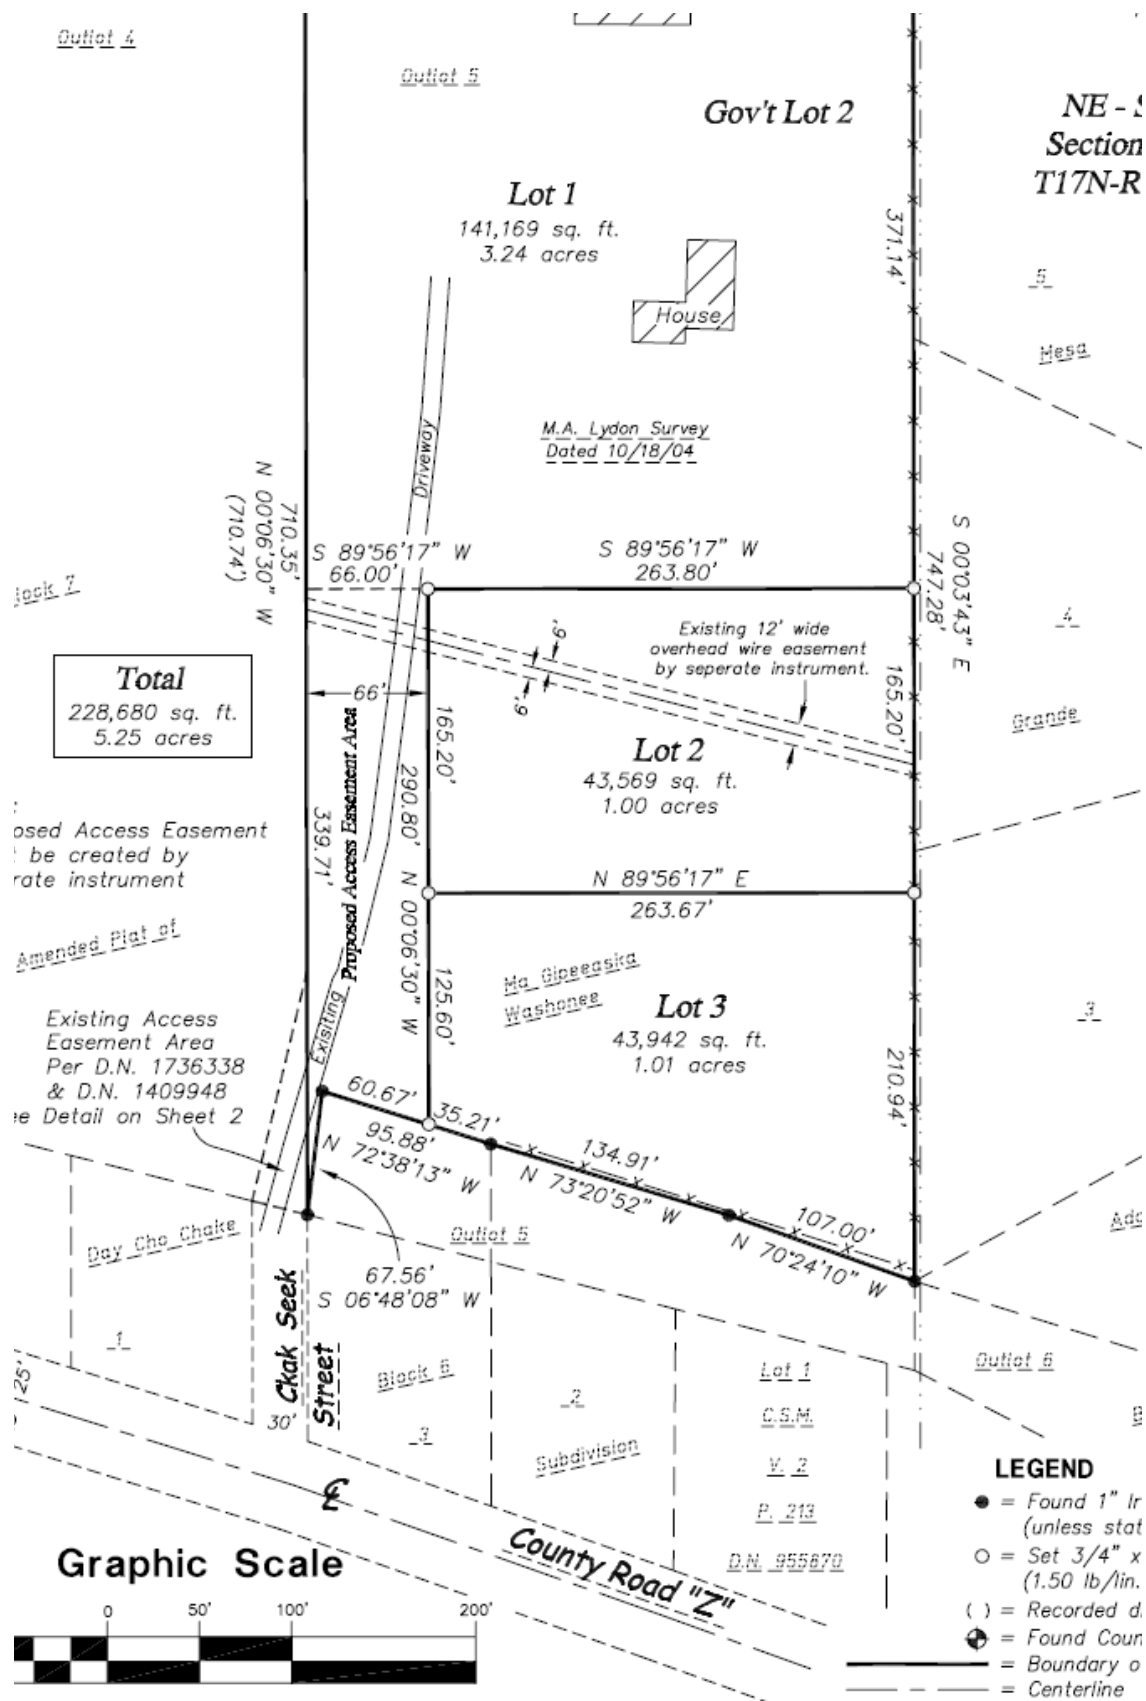 Outlot 4
Outlot 5
Gov't Lot 2
NE - S
Section
T17N-R
Lot 1
141,169 sq. ft.
3.24 acres
371.14'
House
5
Mesa
M.A. Lydon Survey
Dated 10/18/04
Driveway
710.35'
N 00°06'30" W
(710.74')
S 89°56'17" W
66.00'
S 89°56'17" W
263.80'
S 00°03'43" E
747.28'
lock 7
Existing 12' wide
overhead wire easement
by seperate instrument.
6'
6'
4
Total
228,680 sq. ft.
5.25 acres
66'
165.20'
165.20'
Grande
Lot 2
43,569 sq. ft.
1.00 acres
290.80'
N 00°06'30" W
339.71'
Proposed Access Easement Area
osed Access Easement
t be created by
rate instrument
N 89°56'17" E
263.67'
Amended Plat of
Ma Gipeeaska
Washonee
125.60'
Lot 3
43,942 sq. ft.
1.01 acres
3
Exisiting
Existing Access
Easement Area
Per D.N. 1736338
& D.N. 1409948
ee Detail on Sheet 2
210.94'
60.67'
35.21'
95.88'
N 72°38'13" W
134.91'
N 73°20'52" W
107.00'
N 70°24'10" W
Day Cho Chake
Outlot 5
67.56'
S 06°48'08" W
Ckak Seek
Street
1
Block 6
Lot 1
Outlot 6
125'
30'
3
2
C.S.M.
Subdivision
V. 2
P. 213
D.N. 955870
LEGEND
= Found 1" Ir
(unless stat
= Set 3/4" x
(1.50 lb/lin.
( ) = Recorded d
= Found Coun
= Boundary o
= Centerline
℄
County Road "Z"
Graphic Scale
0 50' 100' 200'